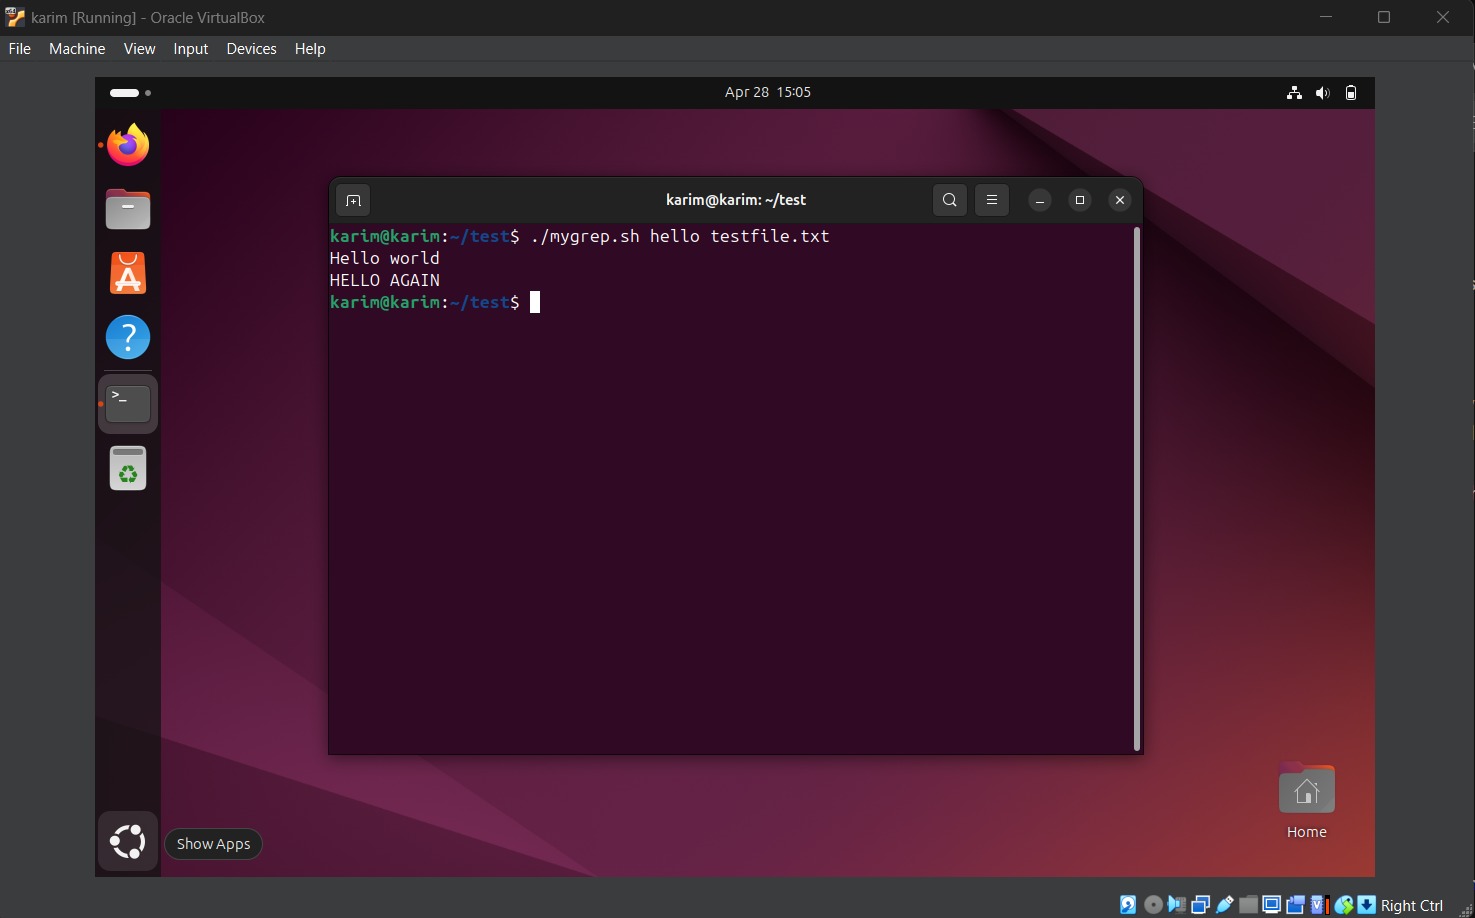 karim [Running] - Oracle VirtualBox
File Machine View Input Devices Help
Apr 28 15:05
karim@karim: ~/test
karim@karim:~/test$ ./mygrep.sh hello testfile.txt
Hello world
HELLO AGAIN
karim@karim:~/test$
Show Apps
Home
Right Ctrl